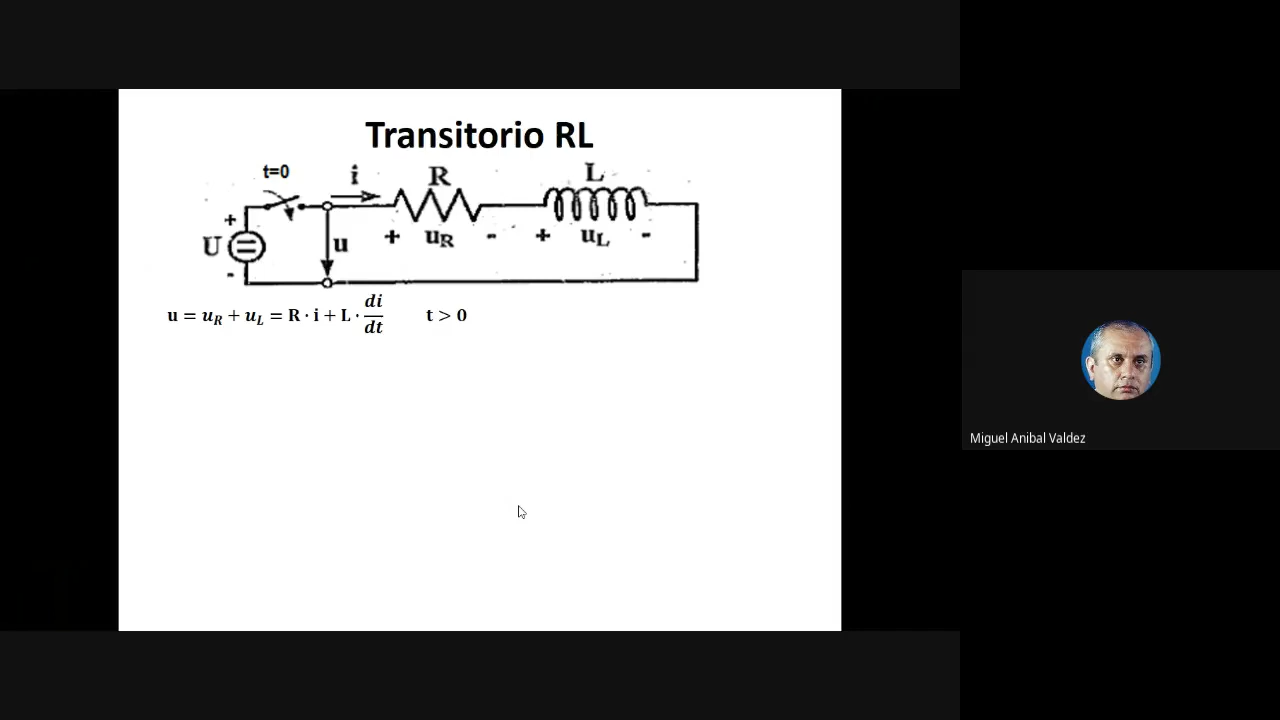 Transitorio RL
t=0 i R L
+ U - u + uR - + uL -
u = uR + uL = R · i + L · di/dt t > 0
Miguel Anibal Valdez